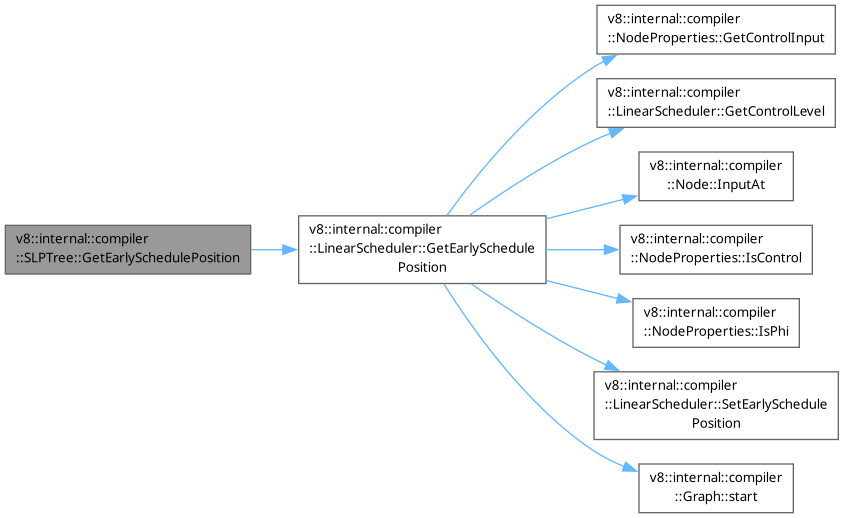 v8::internal::compiler
::SLPTree::GetEarlySchedulePosition
v8::internal::compiler
::LinearScheduler::GetEarlySchedule
Position
v8::internal::compiler
::NodeProperties::GetControlInput
v8::internal::compiler
::LinearScheduler::GetControlLevel
v8::internal::compiler
::Node::InputAt
v8::internal::compiler
::NodeProperties::IsControl
v8::internal::compiler
::NodeProperties::IsPhi
v8::internal::compiler
::LinearScheduler::SetEarlySchedule
Position
v8::internal::compiler
::Graph::start